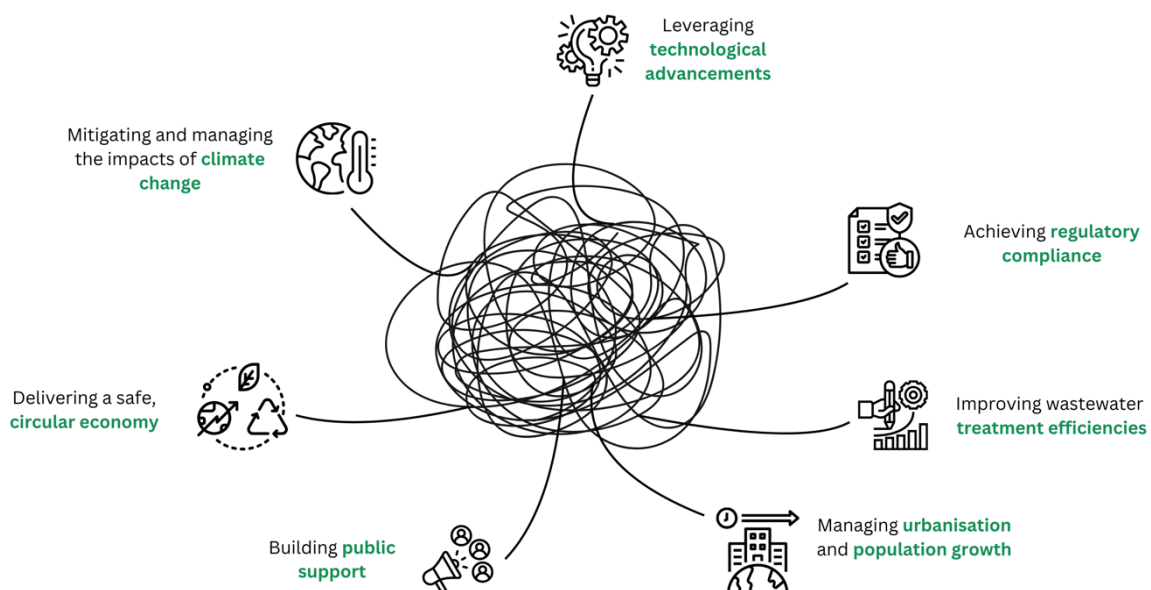 Leveraging
technological
advancements
Mitigating and managing
the impacts of climate
change
Achieving regulatory
compliance
Delivering a safe,
circular economy
Improving wastewater
treatment efficiencies
Building public
support
Managing urbanisation
and population growth